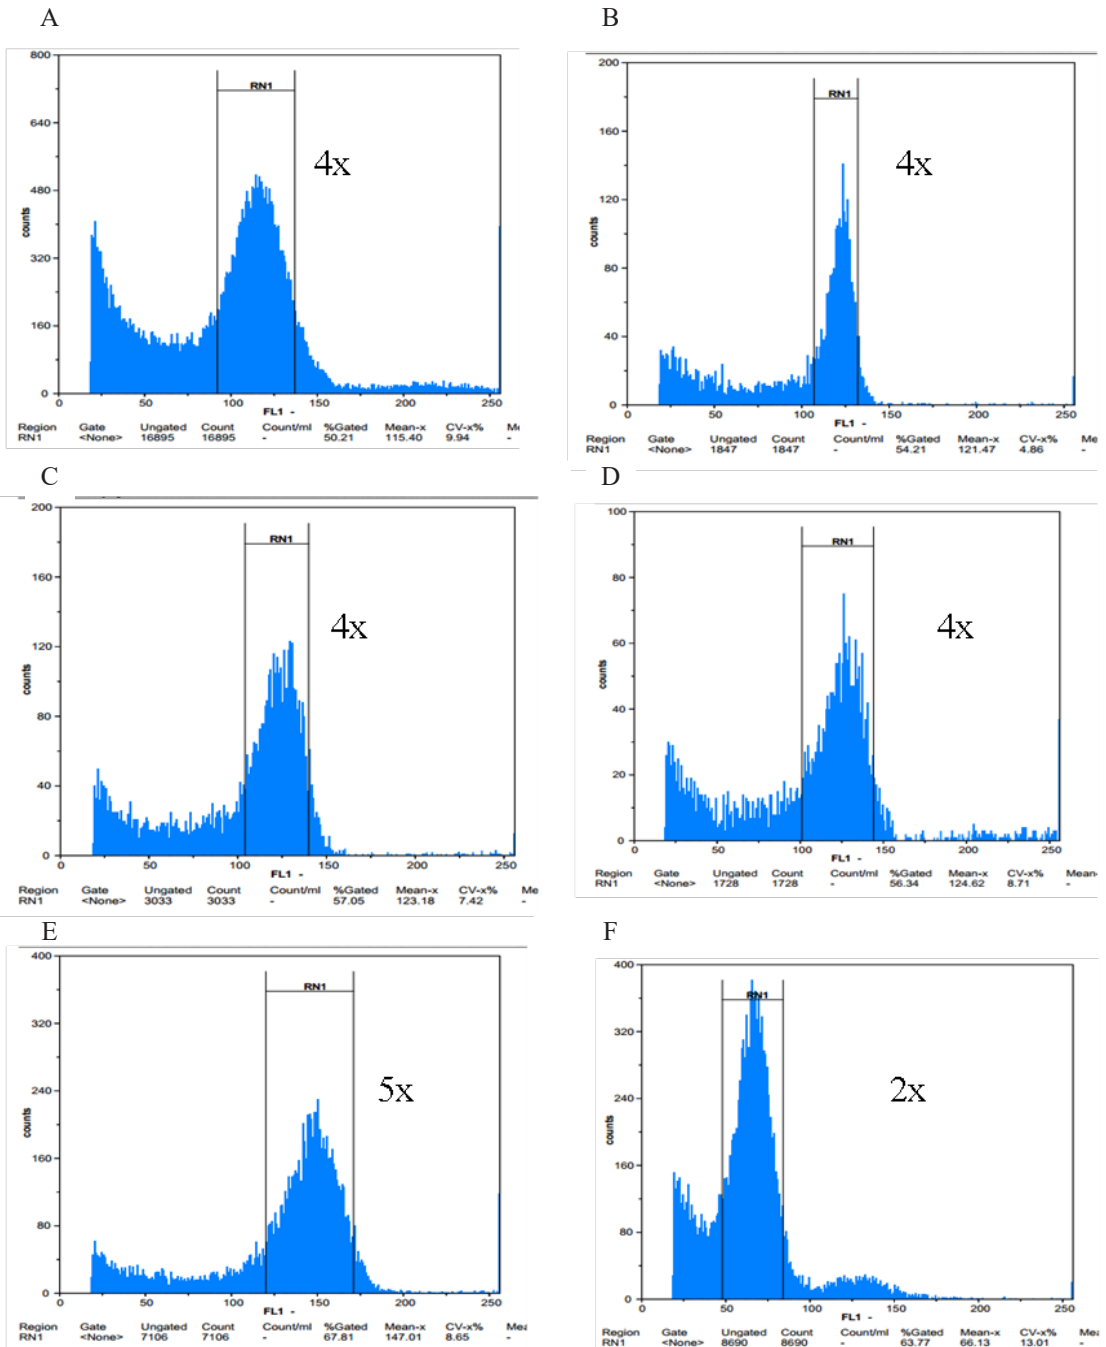 A
800
640
480
320
160
0
RN1
4x
counts
0 50 100 150 200 250
FL1 -
Region Gate Ungated Count Count/ml %Gated Mean-x CV-x%
RN1 <None> 16895 16895 - 50.21 115.40 9.94 -
B
200
160
120
80
40
0
RN1
4x
counts
0 50 100 150 200 250
FL1 -
Region Gate Ungated Count Count/ml %Gated Mean-x CV-x% Me
RN1 <None> 1847 1847 - 54.21 121.47 4.86 -
C
200
160
120
80
40
0
RN1
4x
counts
0 50 100 150 200 250
FL1 -
Region Gate Ungated Count Count/ml %Gated Mean-x CV-x% Me
RN1 <None> 3033 3033 - 57.05 123.18 7.42 -
D
100
80
60
40
20
0
RN1
4x
counts
0 50 100 150 200 250
FL1 -
Region Gate Ungated Count Count/ml %Gated Mean-x CV-x% Mean-
RN1 <None> 1728 1728 - 56.34 124.62 8.71 -
E
400
320
240
160
80
0
RN1
5x
counts
0 50 100 150 200 250
FL1 -
Region Gate Ungated Count Count/ml %Gated Mean-x CV-x% Me
RN1 <None> 7106 7106 - 67.81 147.01 8.65 -
F
400
320
240
160
80
0
RN1
2x
counts
0 50 100 150 200 250
FL1 -
Region Gate Ungated Count Count/ml %Gated Mean-x CV-x% Me
RN1 <None> 8690 8690 - 63.77 66.13 13.01 -